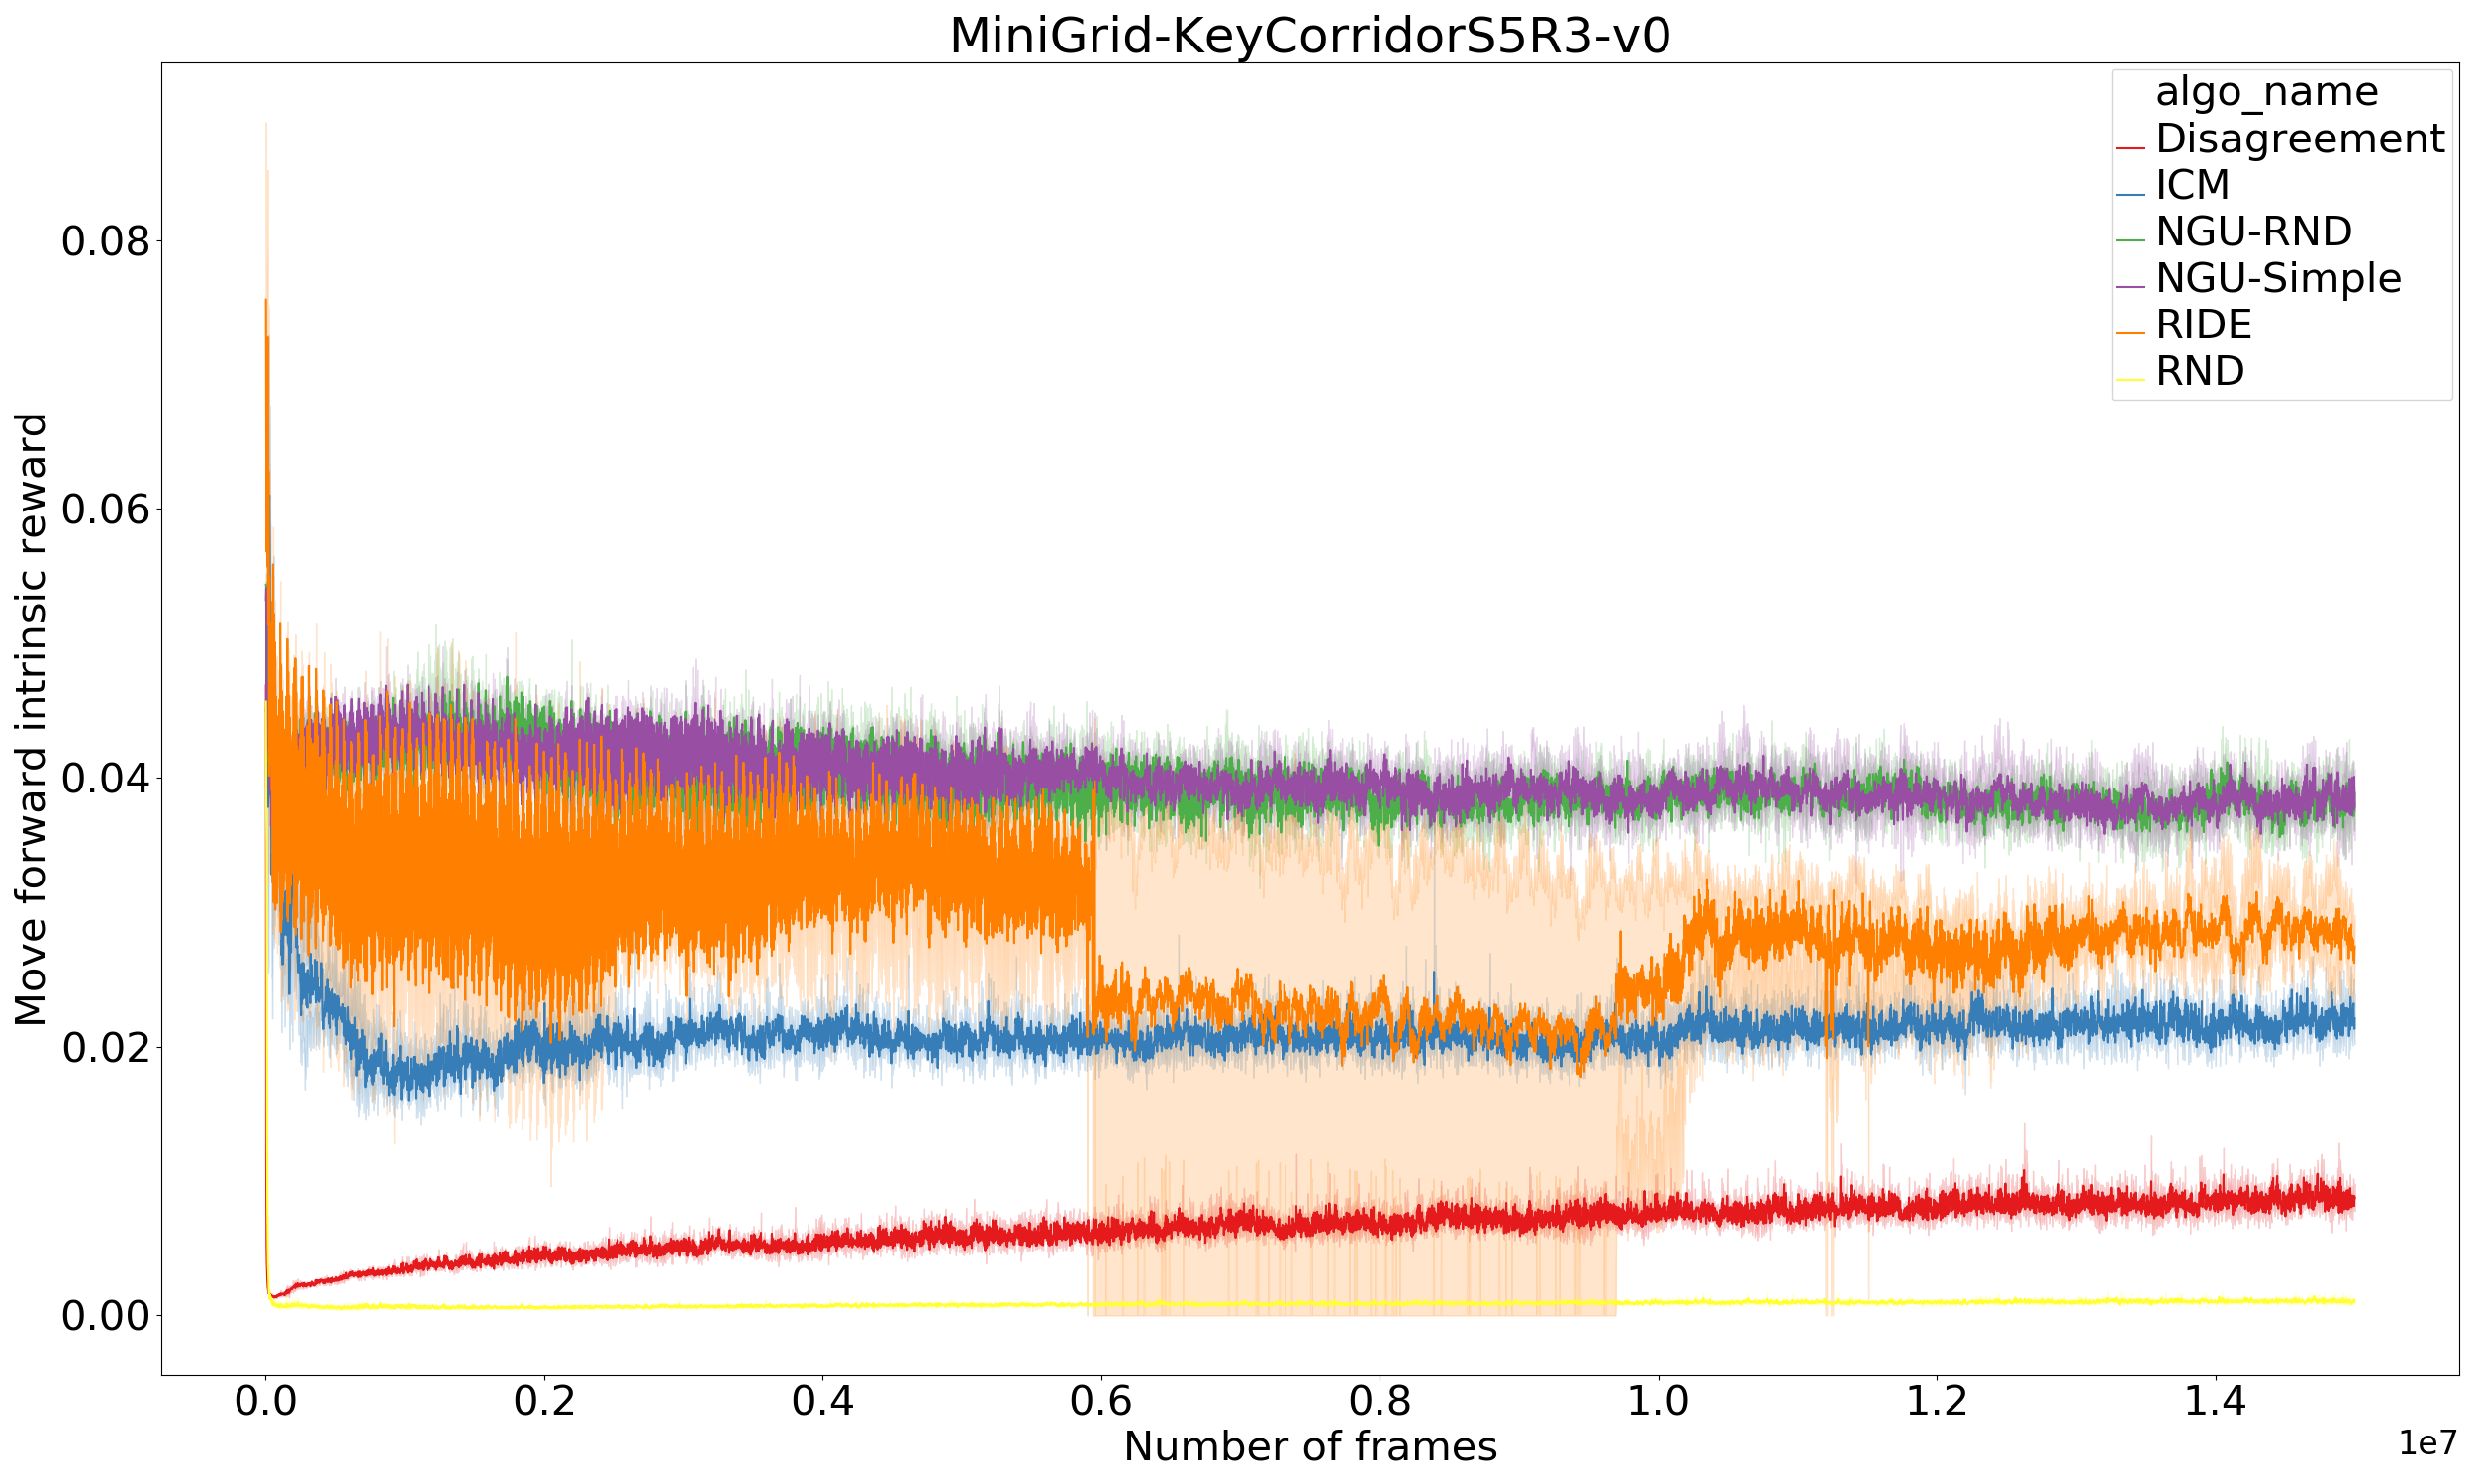 MiniGrid-KeyCorridorS5R3-v0
algo_name
Disagreement
ICM
NGU-RND
NGU-Simple
RIDE
RND
Move forward intrinsic reward
0.08
0.06
0.04
0.02
0.00
0.0 0.2 0.4 0.6 0.8 1.0 1.2 1.4
1e7
Number of frames